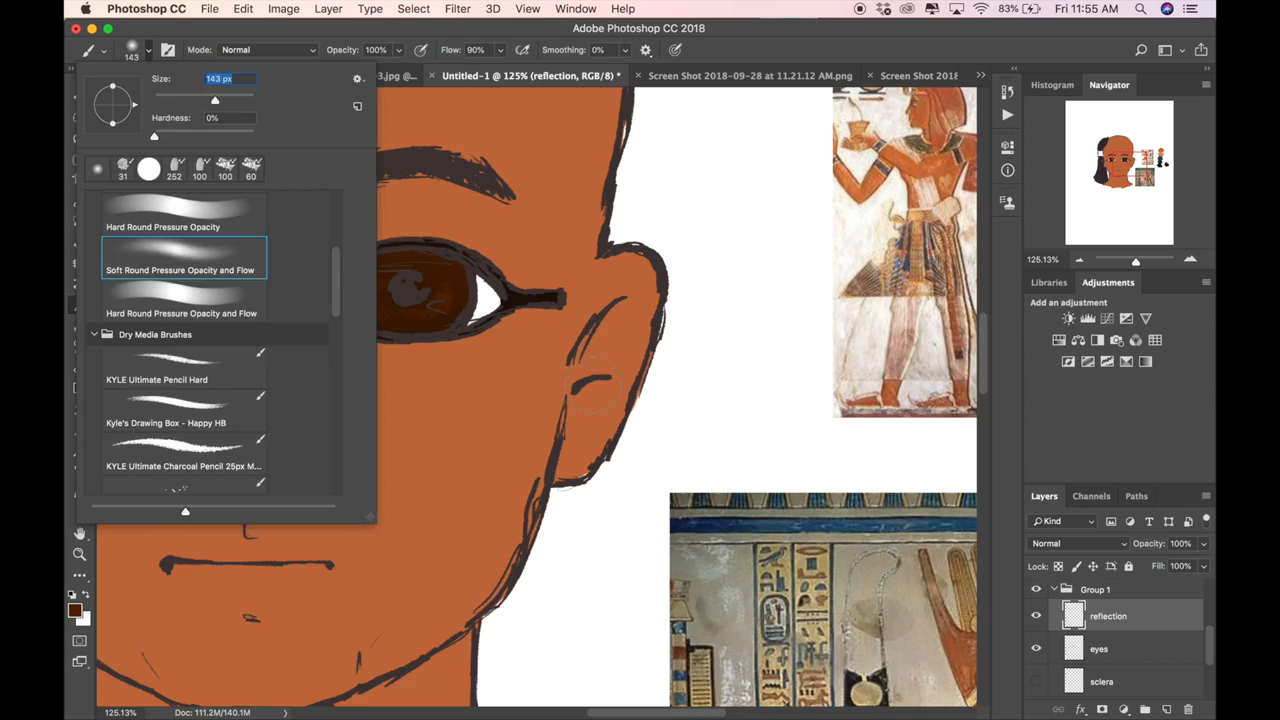 Photoshop CC File Edit Image Layer Type Select Filter 3D View Window Help 83% Fri 11:55 AM
Adobe Photoshop CC 2018
143 Mode: Normal Opacity: 100% Flow: 90% Smoothing: 0%
3.jpg @... Untitled-1 @ 125% (reflection, RGB/8) * Screen Shot 2018-09-28 at 11.21.12 AM.png Screen Shot 2018
Size: 143 px
Hardness: 0%
31 252 100 100 60
Hard Round Pressure Opacity
Soft Round Pressure Opacity and Flow
Hard Round Pressure Opacity and Flow
Dry Media Brushes
KYLE Ultimate Pencil Hard
Kyle's Drawing Box - Happy HB
KYLE Ultimate Charcoal Pencil 25px M...
Histogram Navigator
125.13%
Libraries Adjustments
Add an adjustment
Layers Channels Paths
Kind
Normal Opacity: 100%
Lock: Fill: 100%
Group 1
reflection
eyes
sclera
125.13% Doc: 111.2M/140.1M